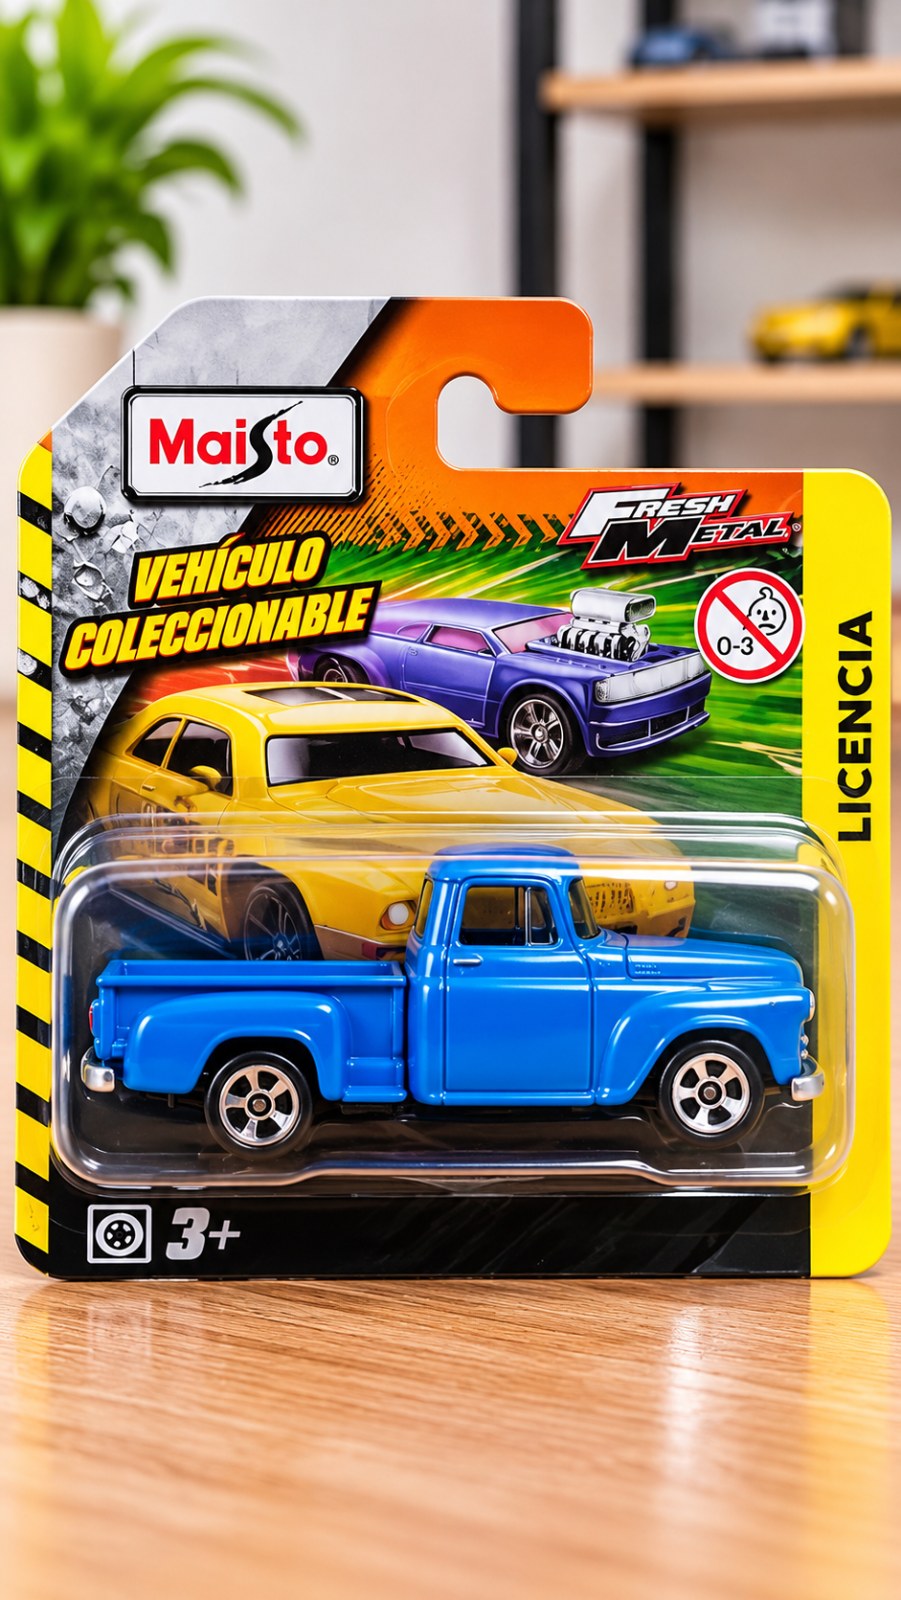 Maisto®
FRESH
METAL®
VEHÍCULO
COLECCIONABLE
0-3
LICENCIA
3+